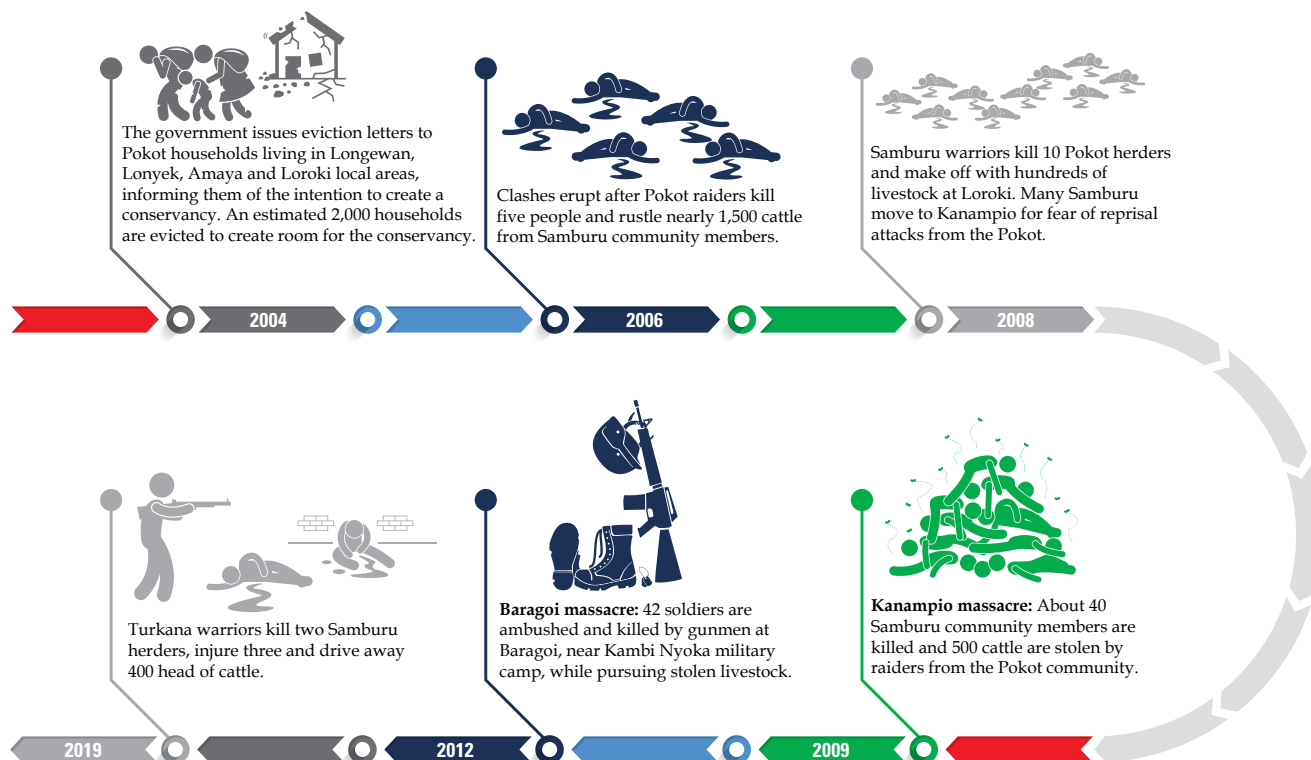 The government issues eviction letters to
Pokot households living in Longewan,
Lonyek, Amaya and Loroki local areas,
informing them of the intention to create a
conservancy. An estimated 2,000 households
are evicted to create room for the conservancy.
2004
Clashes erupt after Pokot raiders kill
five people and rustle nearly 1,500 cattle
from Samburu community members.
2006
Samburu warriors kill 10 Pokot herders
and make off with hundreds of
livestock at Loroki. Many Samburu
move to Kanampio for fear of reprisal
attacks from the Pokot.
2008
Kanampio massacre: About 40
Samburu community members are
killed and 500 cattle are stolen by
raiders from the Pokot community.
2009
Baragoi massacre: 42 soldiers are
ambushed and killed by gunmen at
Baragoi, near Kambi Nyoka military
camp, while pursuing stolen livestock.
2012
Turkana warriors kill two Samburu
herders, injure three and drive away
400 head of cattle.
2019